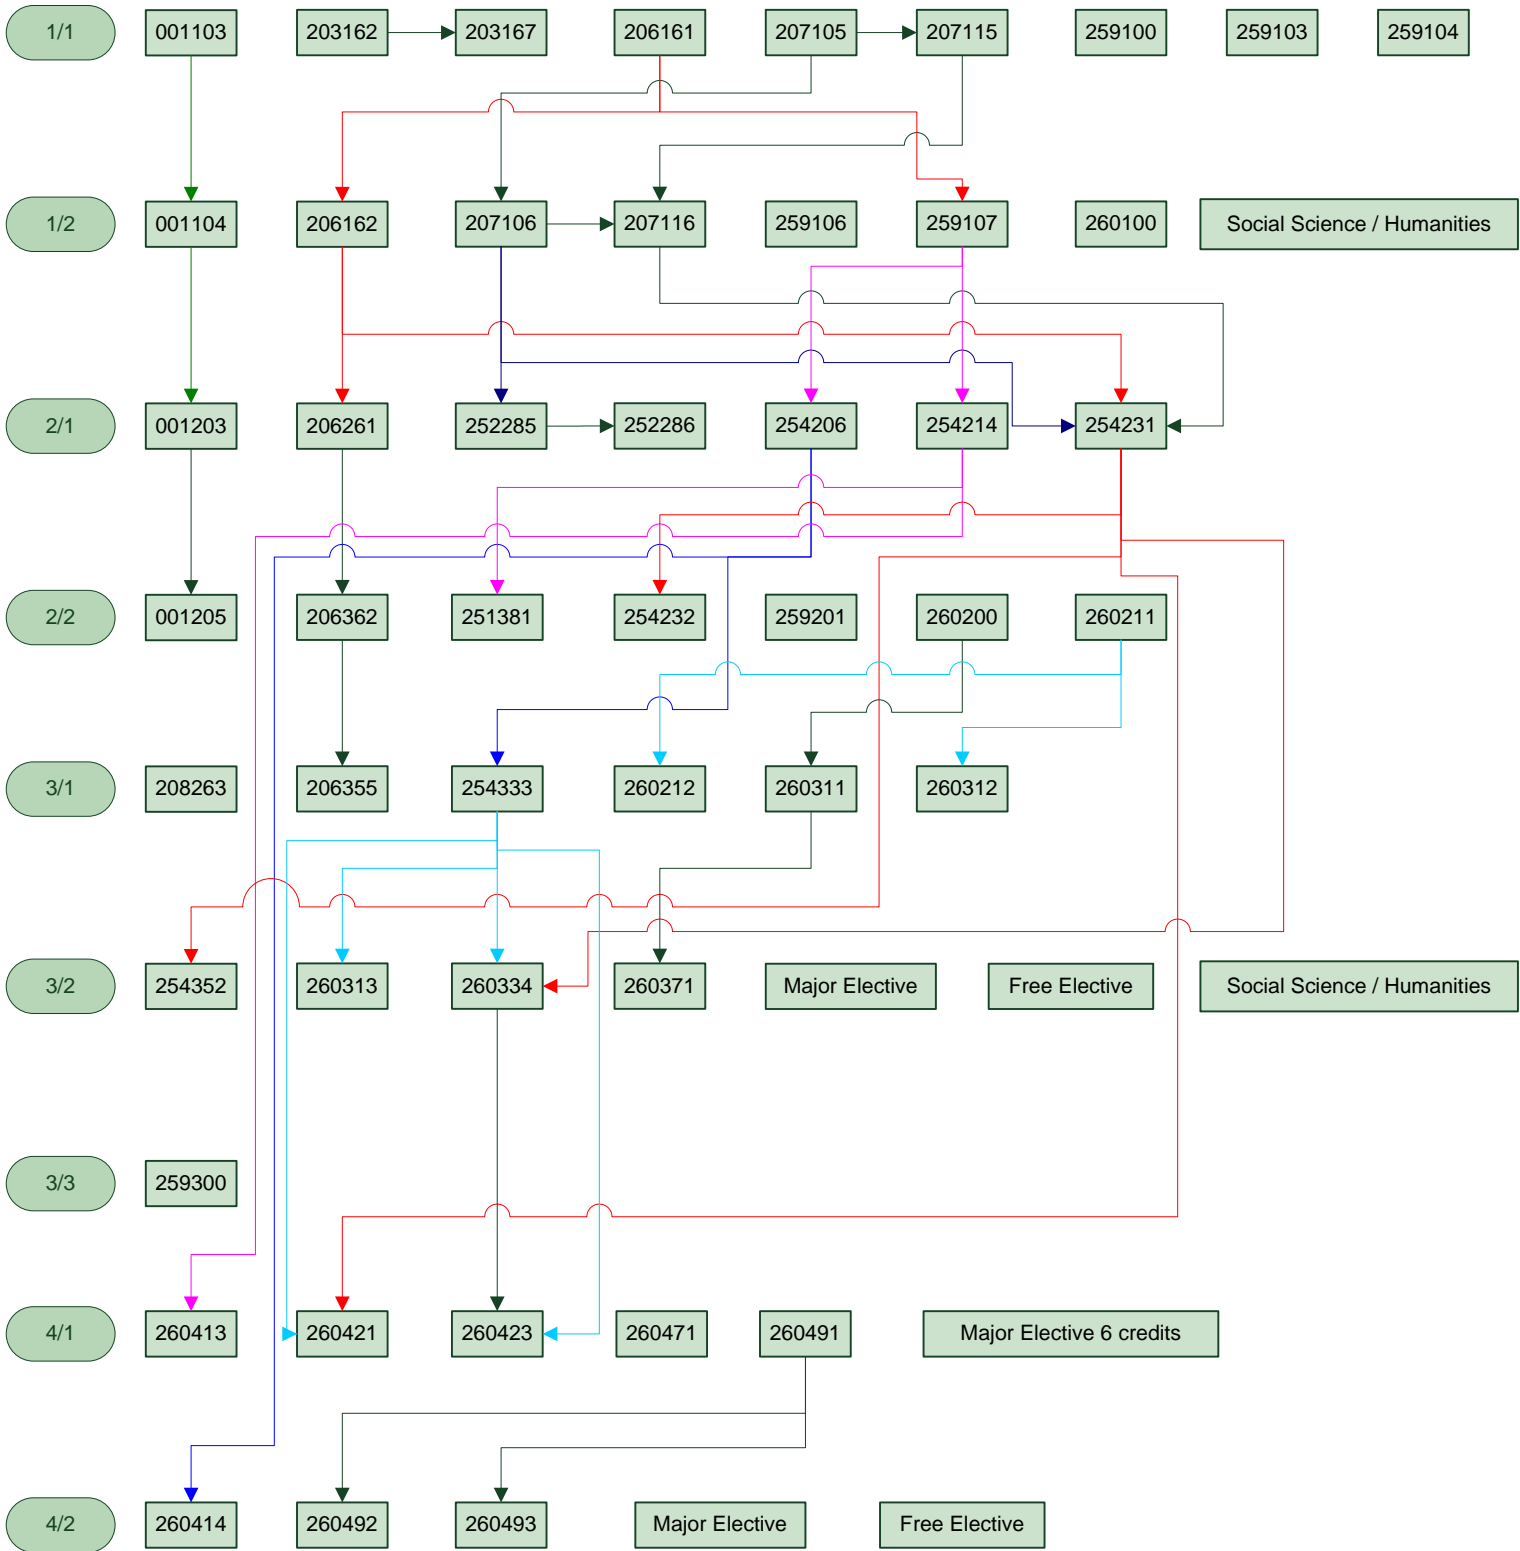 1/1 001103 203162 203167 206161 207105 207115 259100 259103 259104
1/2 001104 206162 207106 207116 259106 259107 260100 Social Science / Humanities
2/1 001203 206261 252285 252286 254206 254214 254231
2/2 001205 206362 251381 254232 259201 260200 260211
3/1 208263 206355 254333 260212 260311 260312
3/2 254352 260313 260334 260371 Major Elective Free Elective Social Science / Humanities
3/3 259300
4/1 260413 260421 260423 260471 260491 Major Elective 6 credits
4/2 260414 260492 260493 Major Elective Free Elective